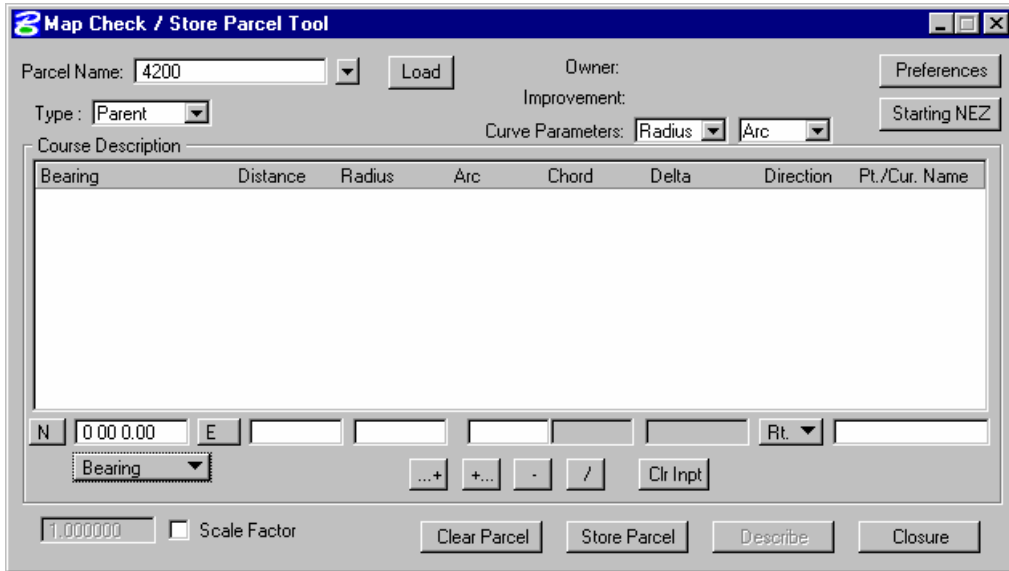 Map Check / Store Parcel Tool
Parcel Name: 4200 Load Owner: Preferences
Improvement:
Type : Parent Starting NEZ
Curve Parameters: Radius Arc
Course Description
Bearing Distance Radius Arc Chord Delta Direction Pt./Cur. Name
N 0 00 0.00 E Rt.
Bearing ...+ +... - / Clr Inpt
1.000000 Scale Factor Clear Parcel Store Parcel Describe Closure